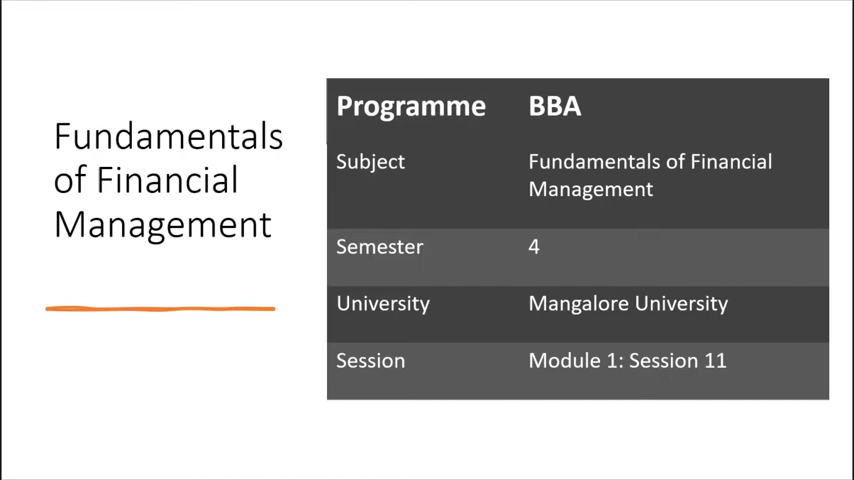 Fundamentals
of Financial
Management
Programme BBA
Subject Fundamentals of Financial
Management
Semester 4
University Mangalore University
Session Module 1: Session 11